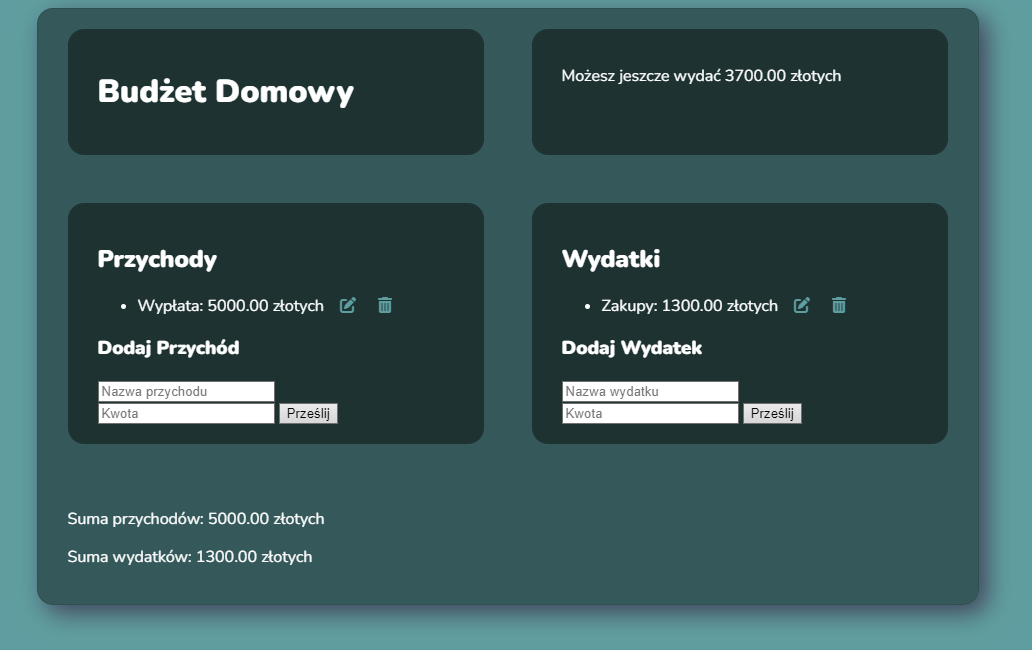 Budżet Domowy
Możesz jeszcze wydać 3700.00 złotych
Przychody
Wypłata: 5000.00 złotych
Dodaj Przychód
Nazwa przychodu
Kwota Prześlij
Wydatki
Zakupy: 1300.00 złotych
Dodaj Wydatek
Nazwa wydatku
Kwota Prześlij
Suma przychodów: 5000.00 złotych
Suma wydatków: 1300.00 złotych